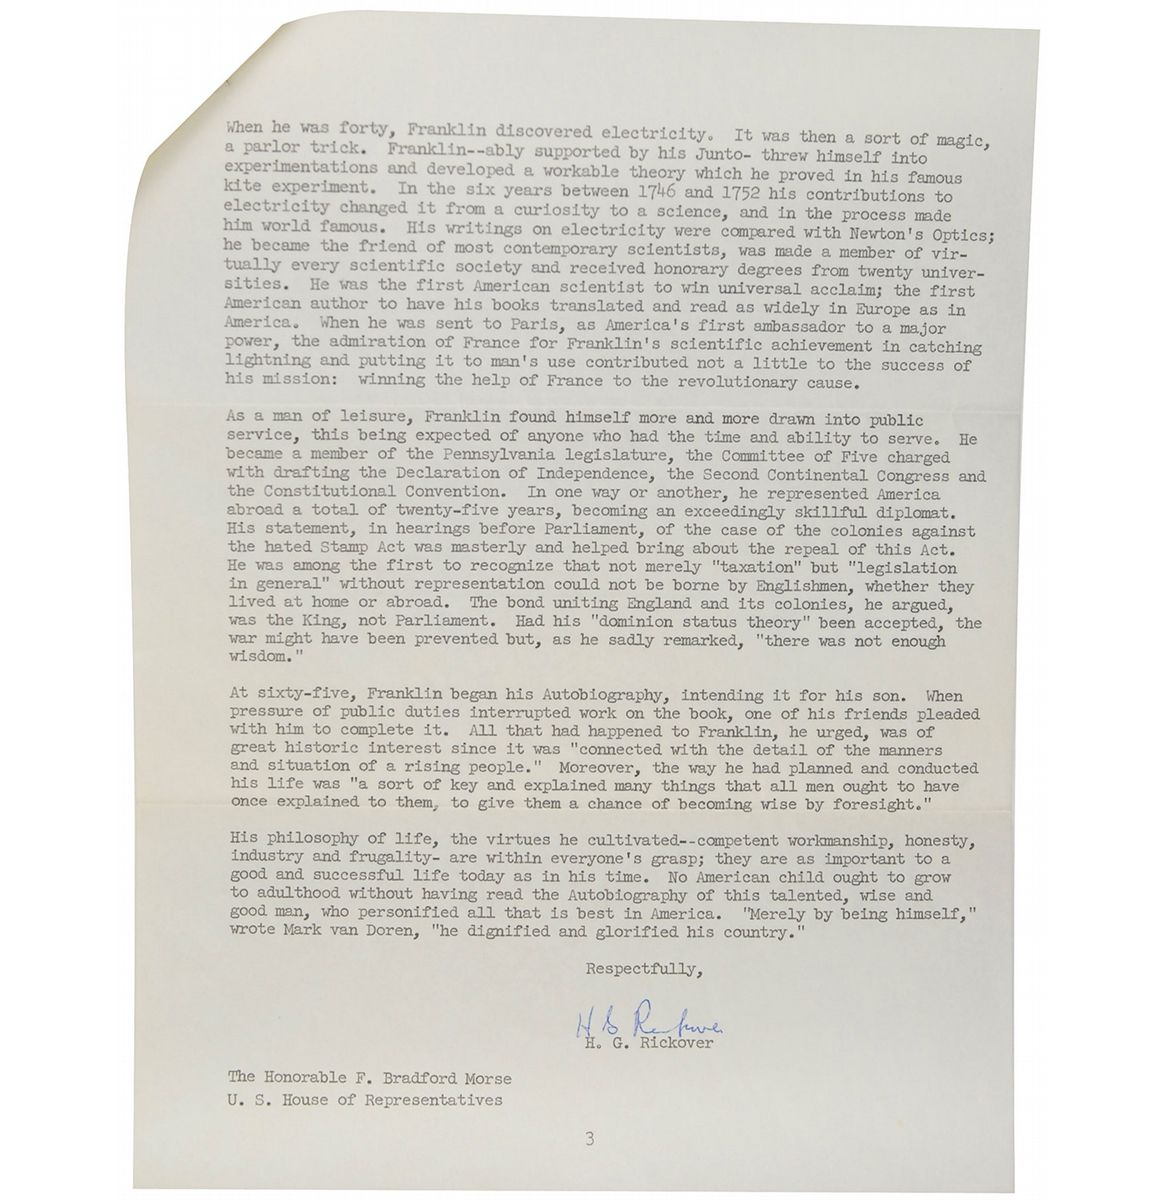 When he was forty, Franklin discovered electricity. It was then a sort of magic,
a parlor trick. Franklin--ably supported by his Junto- threw himself into
experimentations and developed a workable theory which he proved in his famous
kite experiment. In the six years between 1746 and 1752 his contributions to
electricity changed it from a curiosity to a science, and in the process made
him world famous. His writings on electricity were compared with Newton's Optics;
he became the friend of most contemporary scientists, was made a member of vir-
tually every scientific society and received honorary degrees from twenty univer-
sities. He was the first American scientist to win universal acclaim; the first
American author to have his books translated and read as widely in Europe as in
America. When he was sent to Paris, as America's first ambassador to a major
power, the admiration of France for Franklin's scientific achievement in catching
lightning and putting it to man's use contributed not a little to the success of
his mission: winning the help of France to the revolutionary cause.
As a man of leisure, Franklin found himself more and more drawn into public
service, this being expected of anyone who had the time and ability to serve. He
became a member of the Pennsylvania legislature, the Committee of Five charged
with drafting the Declaration of Independence, the Second Continental Congress and
the Constitutional Convention. In one way or another, he represented America
abroad a total of twenty-five years, becoming an exceedingly skillful diplomat.
His statement, in hearings before Parliament, of the case of the colonies against
the hated Stamp Act was masterly and helped bring about the repeal of this Act.
He was among the first to recognize that not merely "taxation" but "legislation
in general" without representation could not be borne by Englishmen, whether they
lived at home or abroad. The bond uniting England and its colonies, he argued,
was the King, not Parliament. Had his "dominion status theory" been accepted, the
war might have been prevented but, as he sadly remarked, "there was not enough
wisdom."
At sixty-five, Franklin began his Autobiography, intending it for his son. When
pressure of public duties interrupted work on the book, one of his friends pleaded
with him to complete it. All that had happened to Franklin, he urged, was of
great historic interest since it was "connected with the detail of the manners
and situation of a rising people." Moreover, the way he had planned and conducted
his life was "a sort of key and explained many things that all men ought to have
once explained to them, to give them a chance of becoming wise by foresight."
His philosophy of life, the virtues he cultivated--competent workmanship, honesty,
industry and frugality- are within everyone's grasp; they are as important to a
good and successful life today as in his time. No American child ought to grow
to adulthood without having read the Autobiography of this talented, wise and
good man, who personified all that is best in America. "Merely by being himself,"
wrote Mark van Doren, "he dignified and glorified his country."
Respectfully,
H G Rickover
H. G. Rickover
The Honorable F. Bradford Morse
U. S. House of Representatives
3